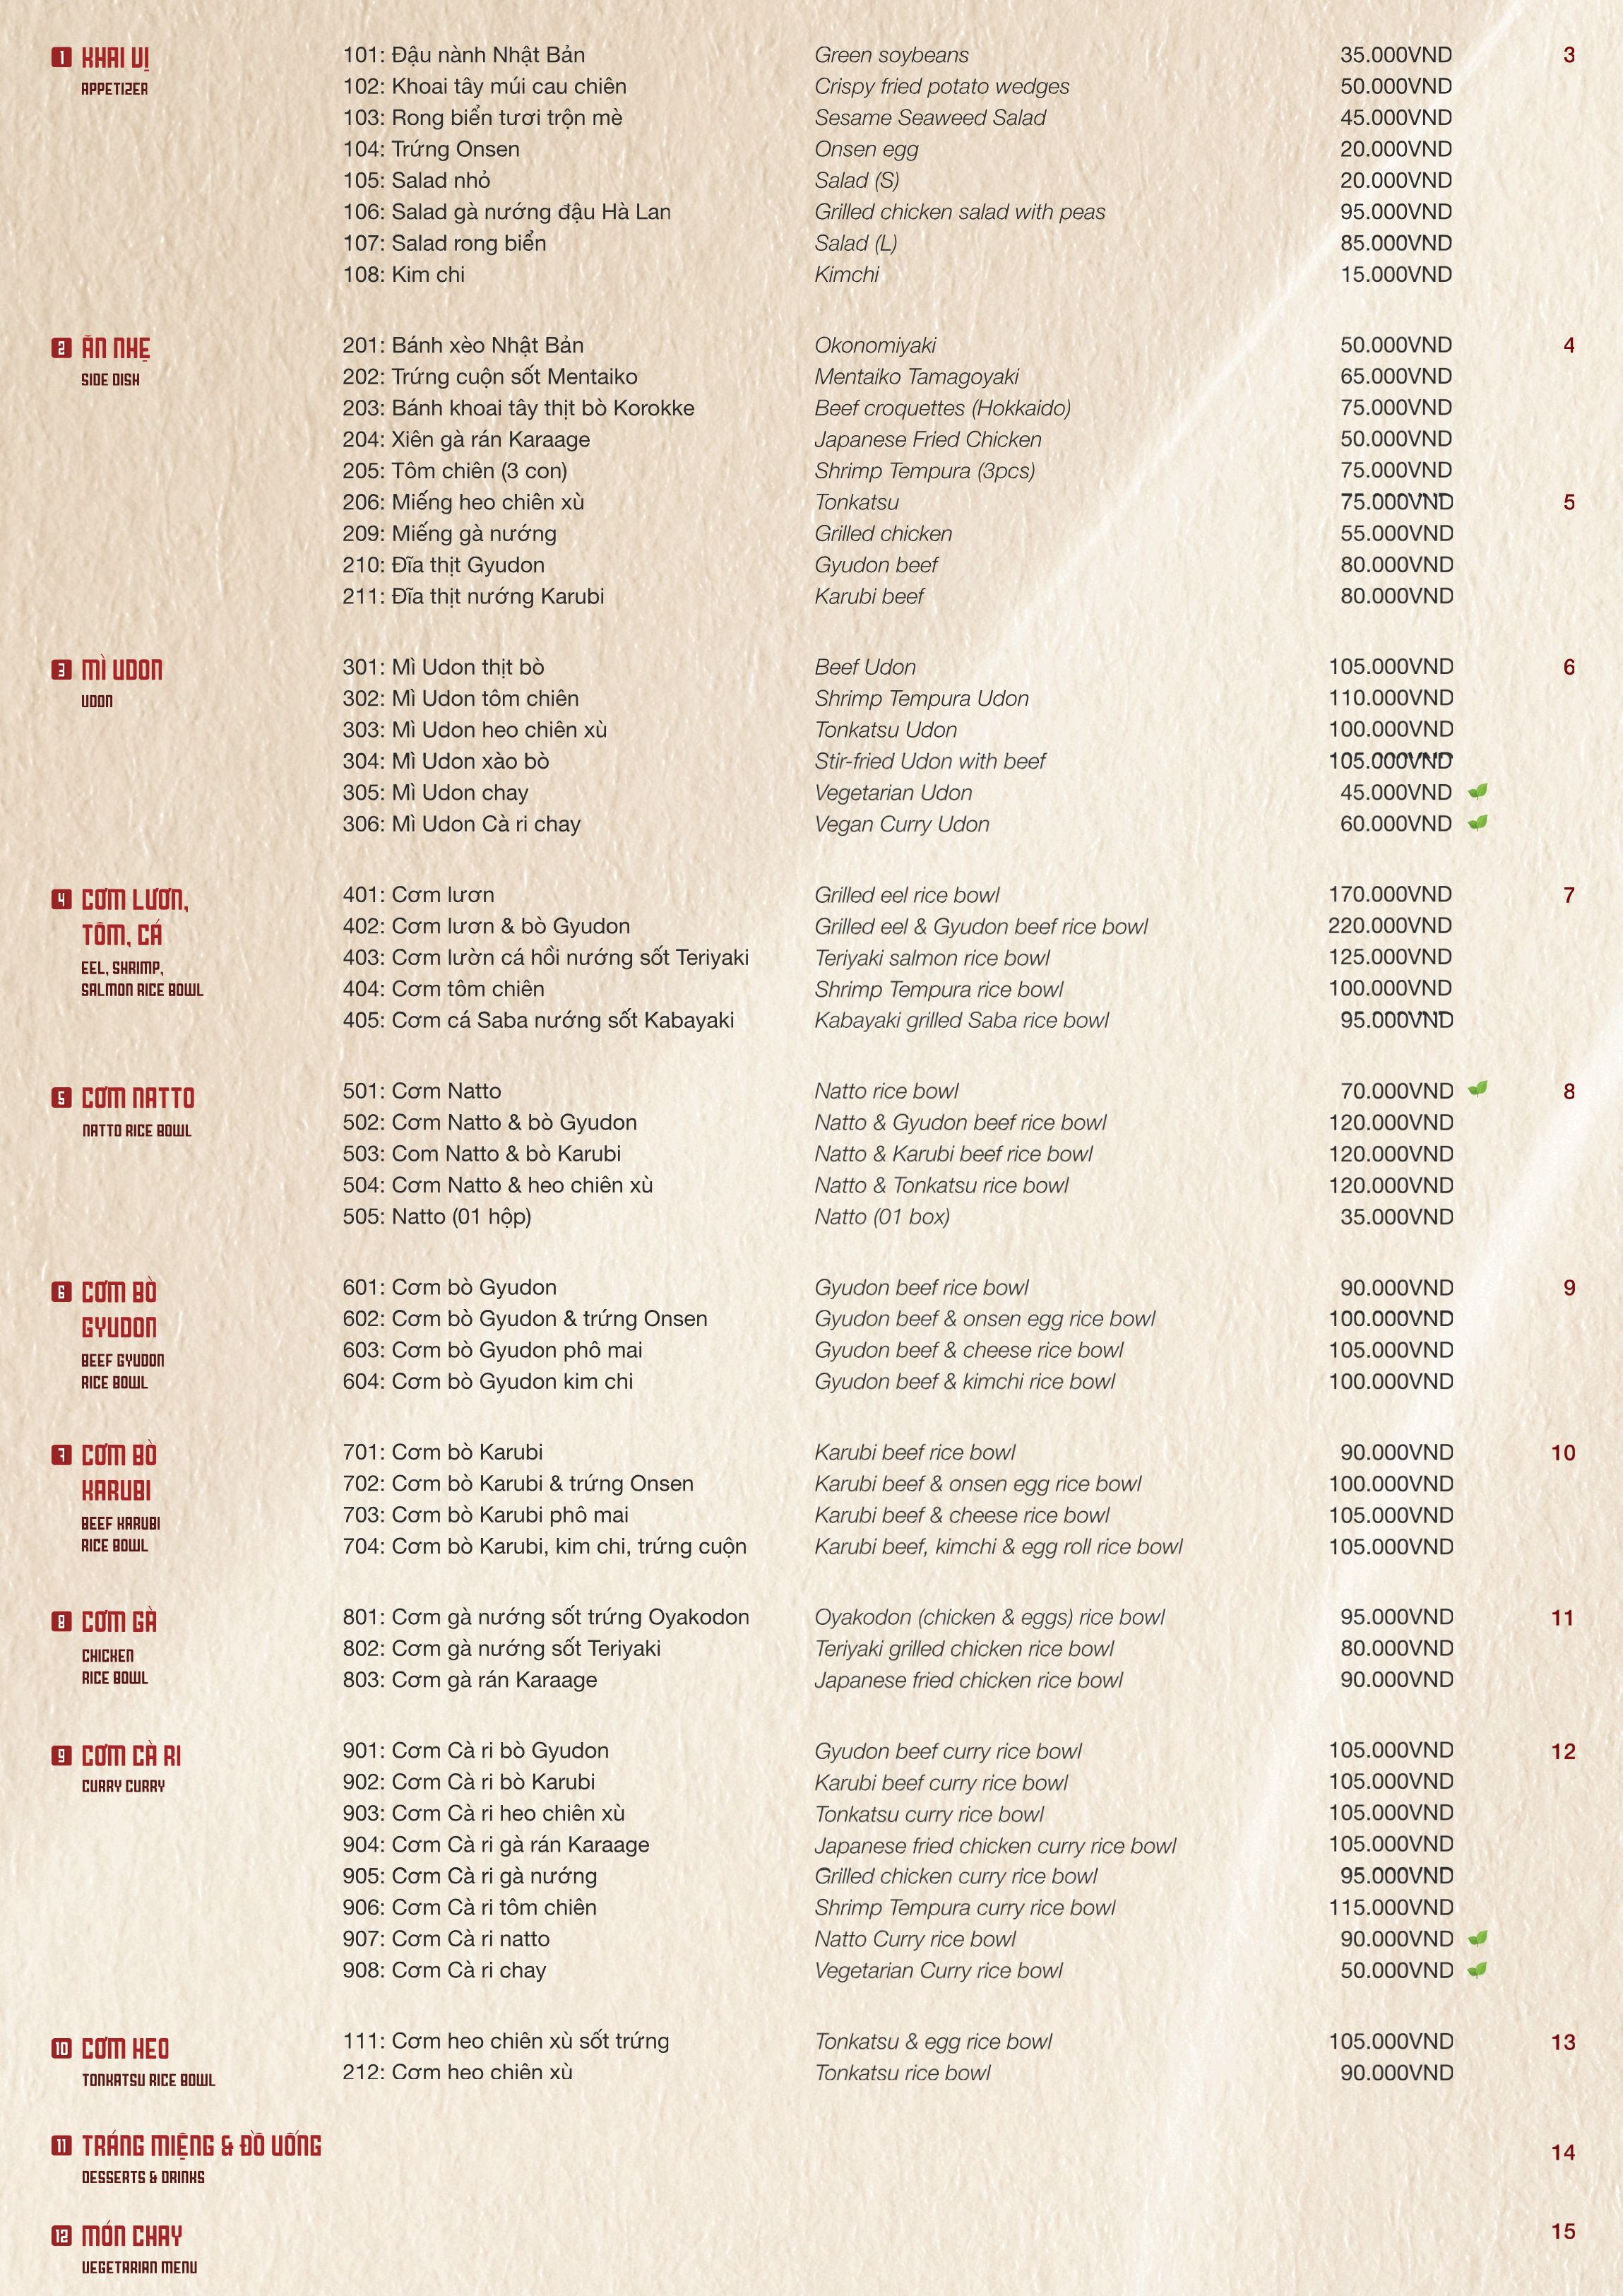 1 KHAI VỊ
APPETIZER
101: Đậu nành Nhật Bản Green soybeans 35.000VND 3
102: Khoai tây múi cau chiên Crispy fried potato wedges 50.000VND
103: Rong biển tươi trộn mè Sesame Seaweed Salad 45.000VND
104: Trứng Onsen Onsen egg 20.000VND
105: Salad nhỏ Salad (S) 20.000VND
106: Salad gà nướng đậu Hà Lan Grilled chicken salad with peas 95.000VND
107: Salad rong biển Salad (L) 85.000VND
108: Kim chi Kimchi 15.000VND
2 ĂN NHẸ
SIDE DISH
201: Bánh xèo Nhật Bản Okonomiyaki 50.000VND 4
202: Trứng cuộn sốt Mentaiko Mentaiko Tamagoyaki 65.000VND
203: Bánh khoai tây thịt bò Korokke Beef croquettes (Hokkaido) 75.000VND
204: Xiên gà rán Karaage Japanese Fried Chicken 50.000VND
205: Tôm chiên (3 con) Shrimp Tempura (3pcs) 75.000VND
206: Miếng heo chiên xù Tonkatsu 75.000VND 5
209: Miếng gà nướng Grilled chicken 55.000VND
210: Đĩa thịt Gyudon Gyudon beef 80.000VND
211: Đĩa thịt nướng Karubi Karubi beef 80.000VND
3 MÌ UDON
UDON
301: Mì Udon thịt bò Beef Udon 105.000VND 6
302: Mì Udon tôm chiên Shrimp Tempura Udon 110.000VND
303: Mì Udon heo chiên xù Tonkatsu Udon 100.000VND
304: Mì Udon xào bò Stir-fried Udon with beef 105.000VND
305: Mì Udon chay Vegetarian Udon 45.000VND
306: Mì Udon Cà ri chay Vegan Curry Udon 60.000VND
4 CƠM LƯƠN,
TÔM, CÁ
EEL, SHRIMP,
SALMON RICE BOWL
401: Cơm lươn Grilled eel rice bowl 170.000VND 7
402: Cơm lươn & bò Gyudon Grilled eel & Gyudon beef rice bowl 220.000VND
403: Cơm lườn cá hồi nướng sốt Teriyaki Teriyaki salmon rice bowl 125.000VND
404: Cơm tôm chiên Shrimp Tempura rice bowl 100.000VND
405: Cơm cá Saba nướng sốt Kabayaki Kabayaki grilled Saba rice bowl 95.000VND
5 CƠM NATTO
NATTO RICE BOWL
501: Cơm Natto Natto rice bowl 70.000VND 8
502: Cơm Natto & bò Gyudon Natto & Gyudon beef rice bowl 120.000VND
503: Com Natto & bò Karubi Natto & Karubi beef rice bowl 120.000VND
504: Cơm Natto & heo chiên xù Natto & Tonkatsu rice bowl 120.000VND
505: Natto (01 hộp) Natto (01 box) 35.000VND
6 CƠM BÒ
GYUDON
BEEF GYUDON
RICE BOWL
601: Cơm bò Gyudon Gyudon beef rice bowl 90.000VND 9
602: Cơm bò Gyudon & trứng Onsen Gyudon beef & onsen egg rice bowl 100.000VND
603: Cơm bò Gyudon phô mai Gyudon beef & cheese rice bowl 105.000VND
604: Cơm bò Gyudon kim chi Gyudon beef & kimchi rice bowl 100.000VND
7 CƠM BÒ
KARUBI
BEEF KARUBI
RICE BOWL
701: Cơm bò Karubi Karubi beef rice bowl 90.000VND 10
702: Cơm bò Karubi & trứng Onsen Karubi beef & onsen egg rice bowl 100.000VND
703: Cơm bò Karubi phô mai Karubi beef & cheese rice bowl 105.000VND
704: Cơm bò Karubi, kim chi, trứng cuộn Karubi beef, kimchi & egg roll rice bowl 105.000VND
8 CƠM GÀ
CHICKEN
RICE BOWL
801: Cơm gà nướng sốt trứng Oyakodon Oyakodon (chicken & eggs) rice bowl 95.000VND 11
802: Cơm gà nướng sốt Teriyaki Teriyaki grilled chicken rice bowl 80.000VND
803: Cơm gà rán Karaage Japanese fried chicken rice bowl 90.000VND
9 CƠM CÀ RI
CURRY CURRY
901: Cơm Cà ri bò Gyudon Gyudon beef curry rice bowl 105.000VND 12
902: Cơm Cà ri bò Karubi Karubi beef curry rice bowl 105.000VND
903: Cơm Cà ri heo chiên xù Tonkatsu curry rice bowl 105.000VND
904: Cơm Cà ri gà rán Karaage Japanese fried chicken curry rice bowl 105.000VND
905: Cơm Cà ri gà nướng Grilled chicken curry rice bowl 95.000VND
906: Cơm Cà ri tôm chiên Shrimp Tempura curry rice bowl 115.000VND
907: Cơm Cà ri natto Natto Curry rice bowl 90.000VND
908: Cơm Cà ri chay Vegetarian Curry rice bowl 50.000VND
10 CƠM HEO
TONKATSU RICE BOWL
111: Cơm heo chiên xù sốt trứng Tonkatsu & egg rice bowl 105.000VND 13
212: Cơm heo chiên xù Tonkatsu rice bowl 90.000VND
11 TRÁNG MIỆNG & ĐỒ UỐNG 14
DESSERTS & DRINKS
12 MÓN CHAY 15
VEGETARIAN MENU